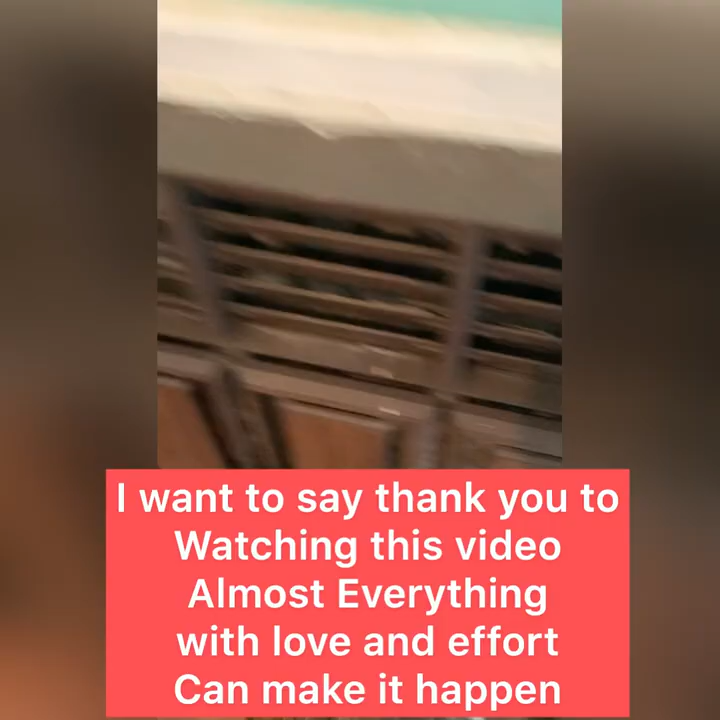 I want to say thank you to
Watching this video
Almost Everything
with love and effort
Can make it happen